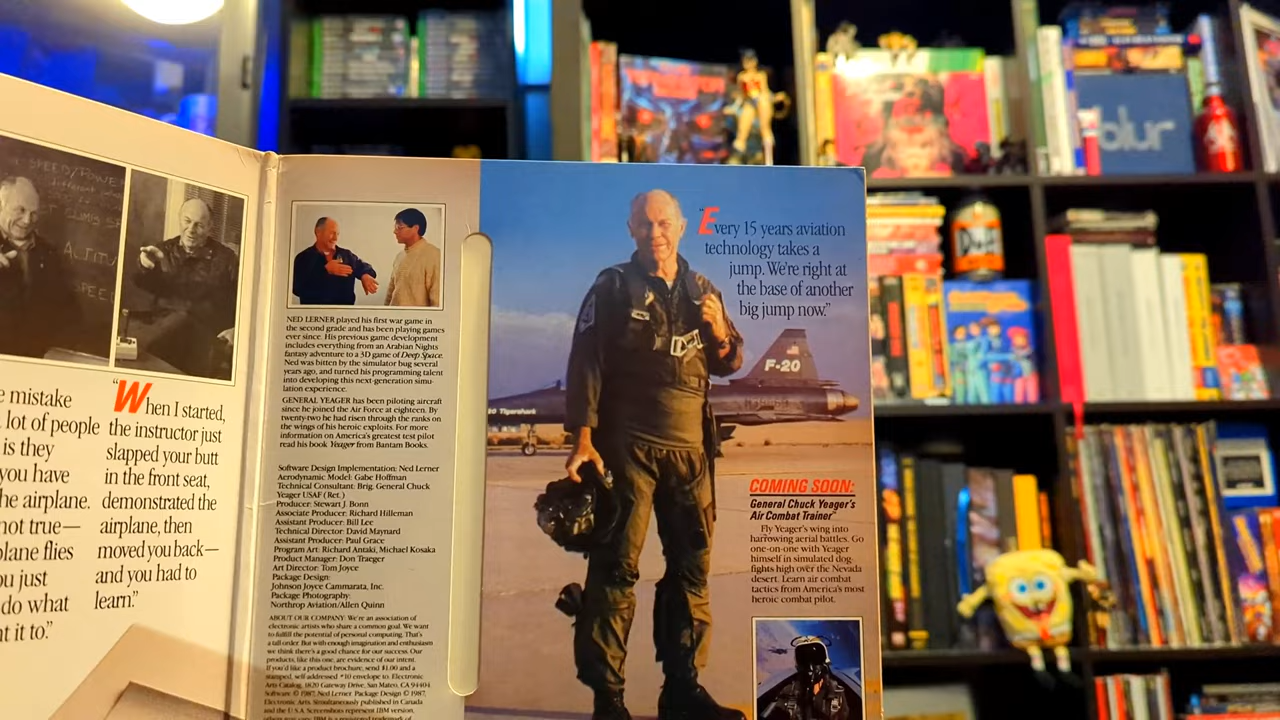 SPEED/POWER
ALTITU
SPEED
e mistake
lot of people
is they
you have
he airplane.
not true—
plane flies
ou just
do what
t it to."
"When I started,
the instructor just
slapped your butt
in the front seat,
demonstrated the
airplane, then
moved you back—
and you had to
learn."
NED LERNER played his first war game in
the second grade and has been playing games
ever since. His previous game development
includes everything from an Arabian Nights
fantasy adventure to a 3D game of Deep Space.
Ned was bitten by the simulator bug several
years ago, and turned his programming talent
into developing this next-generation simu-
lation experience.
GENERAL YEAGER has been piloting aircraft
since he joined the Air Force at eighteen. By
twenty-two he had risen through the ranks on
the wings of his heroic exploits. For more
information on America's greatest test pilot
read his book Yeager from Bantam Books.
Software Design Implementation: Ned Lerner
Aerodynamic Model: Gabe Hoffman
Technical Consultant: Brig. General Chuck
Yeager USAF (Ret.)
Producer: Stewart J. Bonn
Associate Producer: Richard Hilleman
Assistant Producer: Bill Lee
Technical Director: David Maynard
Assistant Producer: Paul Grace
Program Art: Richard Antaki, Michael Kosaka
Product Manager: Don Traeger
Art Director: Tom Joyce
Package Design:
Johnson Joyce Cammarata, Inc.
Package Photography:
Northrop Aviation/Allen Quinn
ABOUT OUR COMPANY: We're an association of
electronic artists who share a common goal. We want
to fulfill the potential of personal computing. That's
a tall order. But with enough imagination and enthusiasm
we think there's a good chance for our success. Our
products, like this one, are evidence of our intent.
If you'd like a product brochure, send $1.00 and a
stamped, self-addressed #10 envelope to: Electronic
Arts Catalog, 1820 Gateway Drive, San Mateo, CA 94404
Software © 1987, Ned Lerner Package Design © 1987,
Electronic Arts. Simultaneously published in Canada
and the U.S.A. Screenshots represent IBM version,
"Every 15 years aviation
technology takes a
jump. We're right at
the base of another
big jump now."
F-20
20 Tigershark
COMING SOON:
General Chuck Yeager's
Air Combat Trainer™
Fly Yeager's wing into
harrowing aerial battles. Go
one-on-one with Yeager
himself in simulated dog-
fights high over the Nevada
desert. Learn air combat
tactics from America's most
heroic combat pilot.
blur
Duff